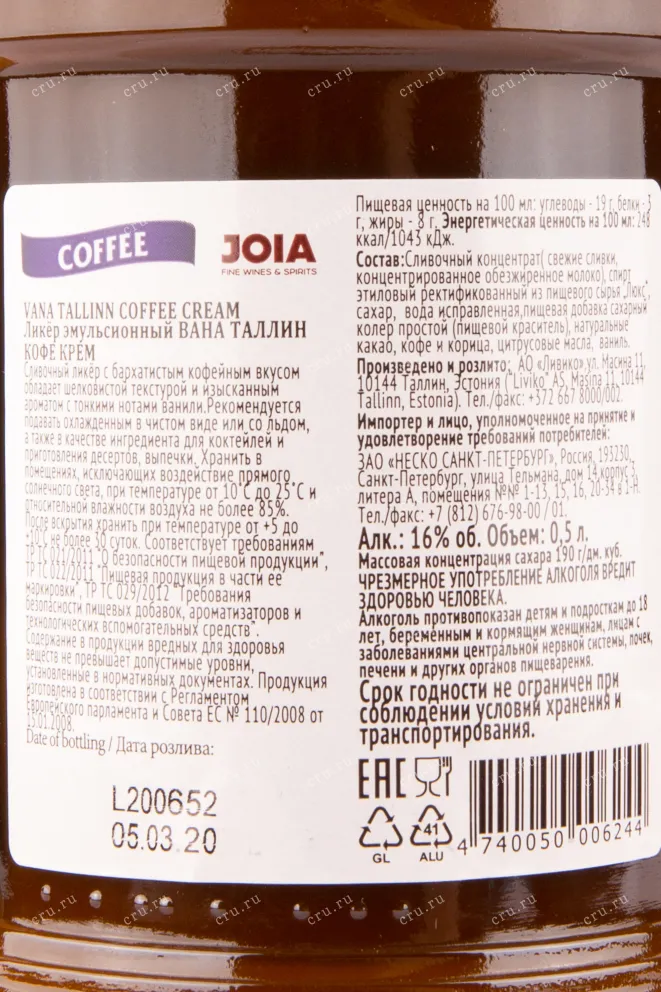 COFFEE
JOIA
FINE WINES & SPIRITS
VANA TALLINN COFFEE CREAM
Ликёр эмульсионный ВАНА ТАЛЛИН
КОФЕ КРЕМ
Сливочный ликёр с бархатистым кофейным вкусом
обладает шелковистой текстурой и изысканным
ароматом с тонкими нотами ванили.Рекомендуется
подавать охлажденным в чистом виде или со льдом,
а также в качестве ингредиента для коктейлей и
приготовления десертов, выпечки. Хранить в
помещениях, исключающих воздействие прямого
солнечного света, при температуре от 10°С до 25°С и
относительной влажности воздуха не более 85%.
После вскрытия хранить при температуре от +5 до
+10°С не более 30 суток. Соответствует требованиям
ТР ТС 021/2011 "О безопасности пищевой продукции",
ТР ТС 022/2011 "Пищевая продукция в части ее
маркировки", ТР ТС 029/2012 "Требования
безопасности пищевых добавок, ароматизаторов и
технологических вспомогательных средств".
Содержание в продукции вредных для здоровья
веществ не превышает допустимые уровни,
установленные в нормативных документах. Продукция
изготовлена в соответствии с Регламентом
Европейского парламента и Совета ЕС № 110/2008 от
15.01.2008.
Date of bottling / Дата розлива:
L200652
05.03.20
Пищевая ценность на 100 мл: углеводы - 19 г, белки - 3
г, жиры - 8 г. Энергетическая ценность на 100 мл: 248
ккал/1043 кДж.
Состав:Сливочный концентрат( свежие сливки,
концентрированное обезжиренное молоко), спирт
этиловый ректификованный из пищевого сырья "Люкс",
сахар, вода исправленная,пищевая добавка сахарный
колер простой (пищевой краситель), натуральные
какао, кофе и корица, цитрусовые масла, ваниль.
Произведено и розлито: АО «Ливико» ул. Масина 11,
10144 Таллин, Эстония ("Liviko" AS, Masina 11, 10144
Tallinn, Estonia). Тел./факс: +372 667 8000/002.
Импортер и лицо, уполномоченное на принятие и
удовлетворение требований потребителей:
ЗАО «НЕСКО САНКТ-ПЕТЕРБУРГ», Россия, 193230,
Санкт-Петербург, улица Тельмана, дом 14,корпус
литера А, помещения №№ 1-13, 15, 16, 20-34 в 1-Н.
Тел./факс: +7 (812) 676-98-00 / 01.
Алк.: 16% об. Объем: 0,5 л.
Массовая концентрация сахара 190 г/дм. куб.
ЧРЕЗМЕРНОЕ УПОТРЕБЛЕНИЕ АЛКОГОЛЯ ВРЕДИТ
ЗДОРОВЬЮ ЧЕЛОВЕКА.
Алкоголь противопоказан детям и подросткам до 18
лет, беременным и кормящим женщинам, лицам с
заболеваниями центральной нервной системы, почек,
печени и других органов пищеварения.
Срок годности не ограничен при
соблюдении условий хранения и
транспортирования.
EAC
GL
41
ALU
4 740050 006244
cru.ru